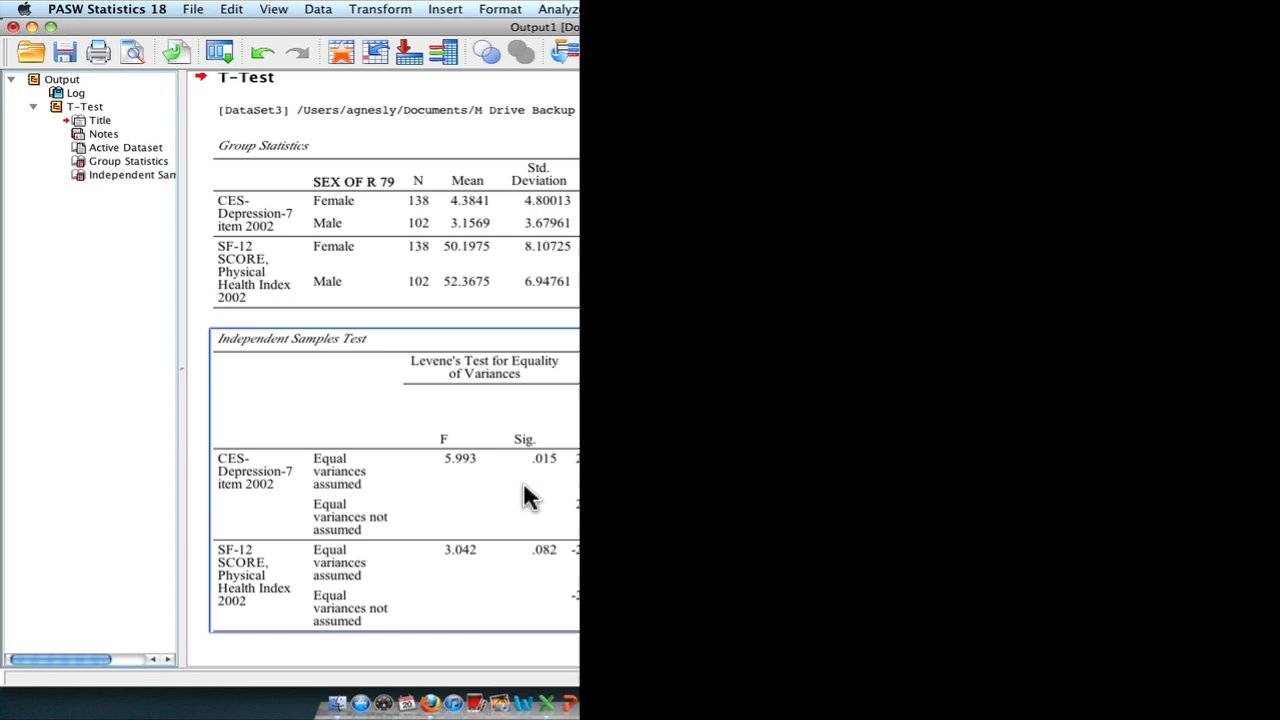 PASW Statistics 18 File Edit View Data Transform Insert Format Analyz
Output1 [Do
Output
Log
T-Test
Title
Notes
Active Dataset
Group Statistics
Independent Sam
T-Test
[DataSet3] /Users/agnesly/Documents/M Drive Backup
Group Statistics
SEX OF R 79 N Mean Std. Deviation
CES-Depression-7 item 2002 Female 138 4.3841 4.80013
Male 102 3.1569 3.67961
SF-12 SCORE, Physical Health Index 2002 Female 138 50.1975 8.10725
Male 102 52.3675 6.94761
Independent Samples Test
Levene's Test for Equality of Variances
F Sig.
CES-Depression-7 item 2002 Equal variances assumed 5.993 .015
Equal variances not assumed
SF-12 SCORE, Physical Health Index 2002 Equal variances assumed 3.042 .082 -2
Equal variances not assumed -2